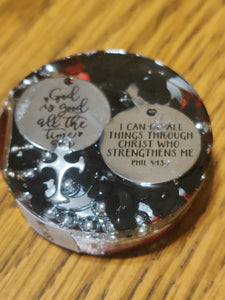 God
is good
all the
time
I CAN DO ALL
THINGS THROUGH
CHRIST WHO
STRENGTHENS ME
PHIL 4:13